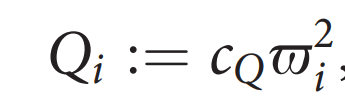 Q_i := c_Q ϖ_i^2,